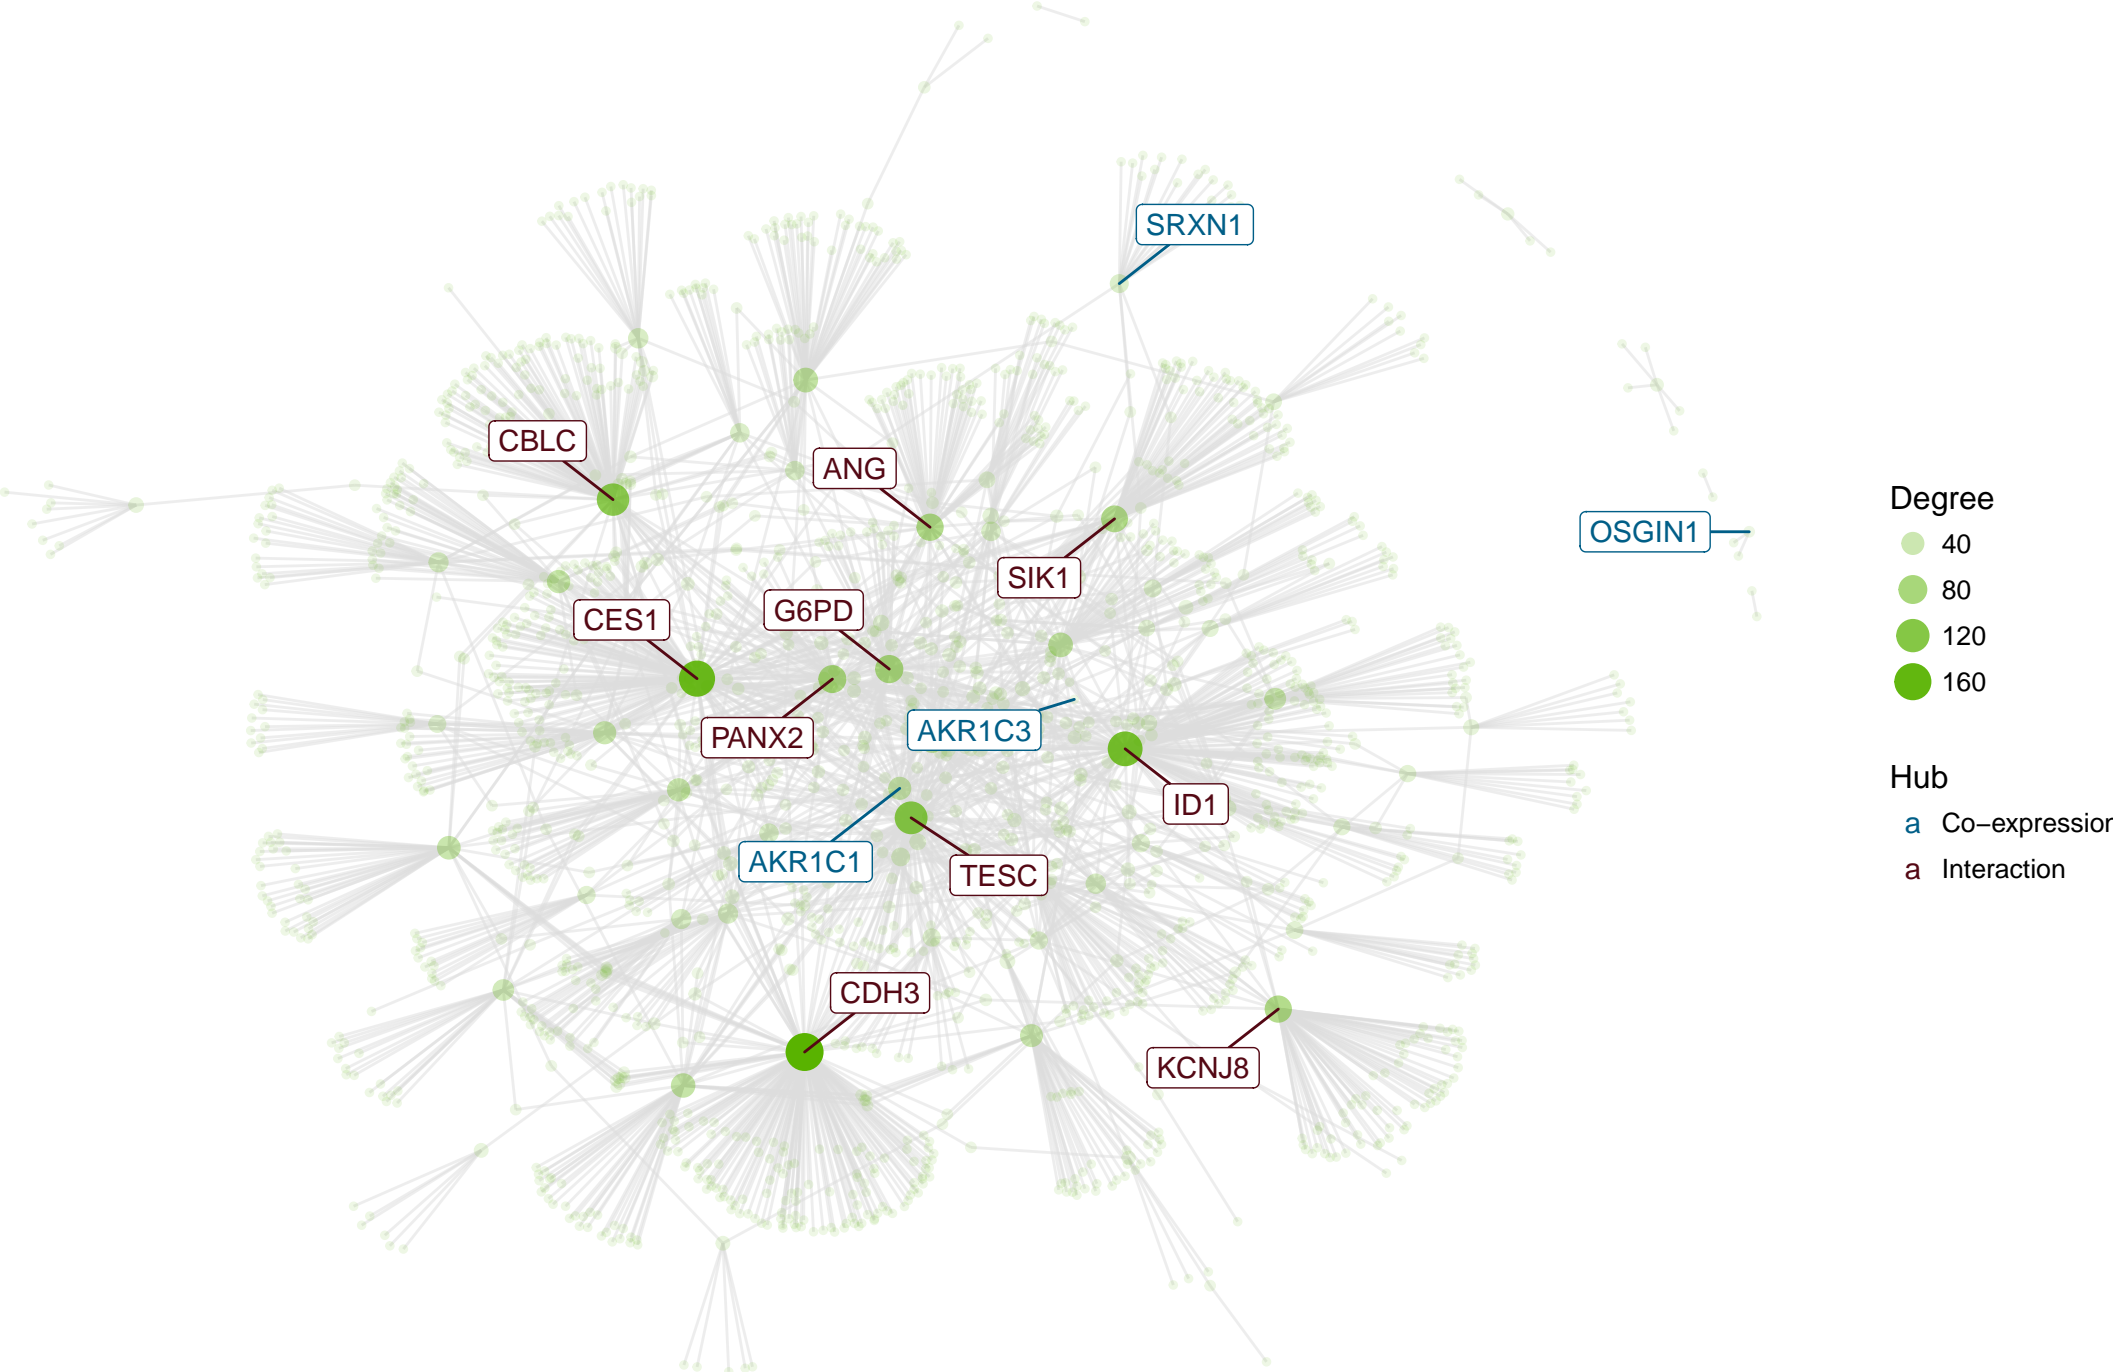 SRXN1
CBLC
ANG
OSGIN1
SIK1
CES1
G6PD
PANX2
AKR1C3
ID1
AKR1C1
TESC
CDH3
KCNJ8
Degree
40
80
120
160
Hub
a Co−expression
a Interaction